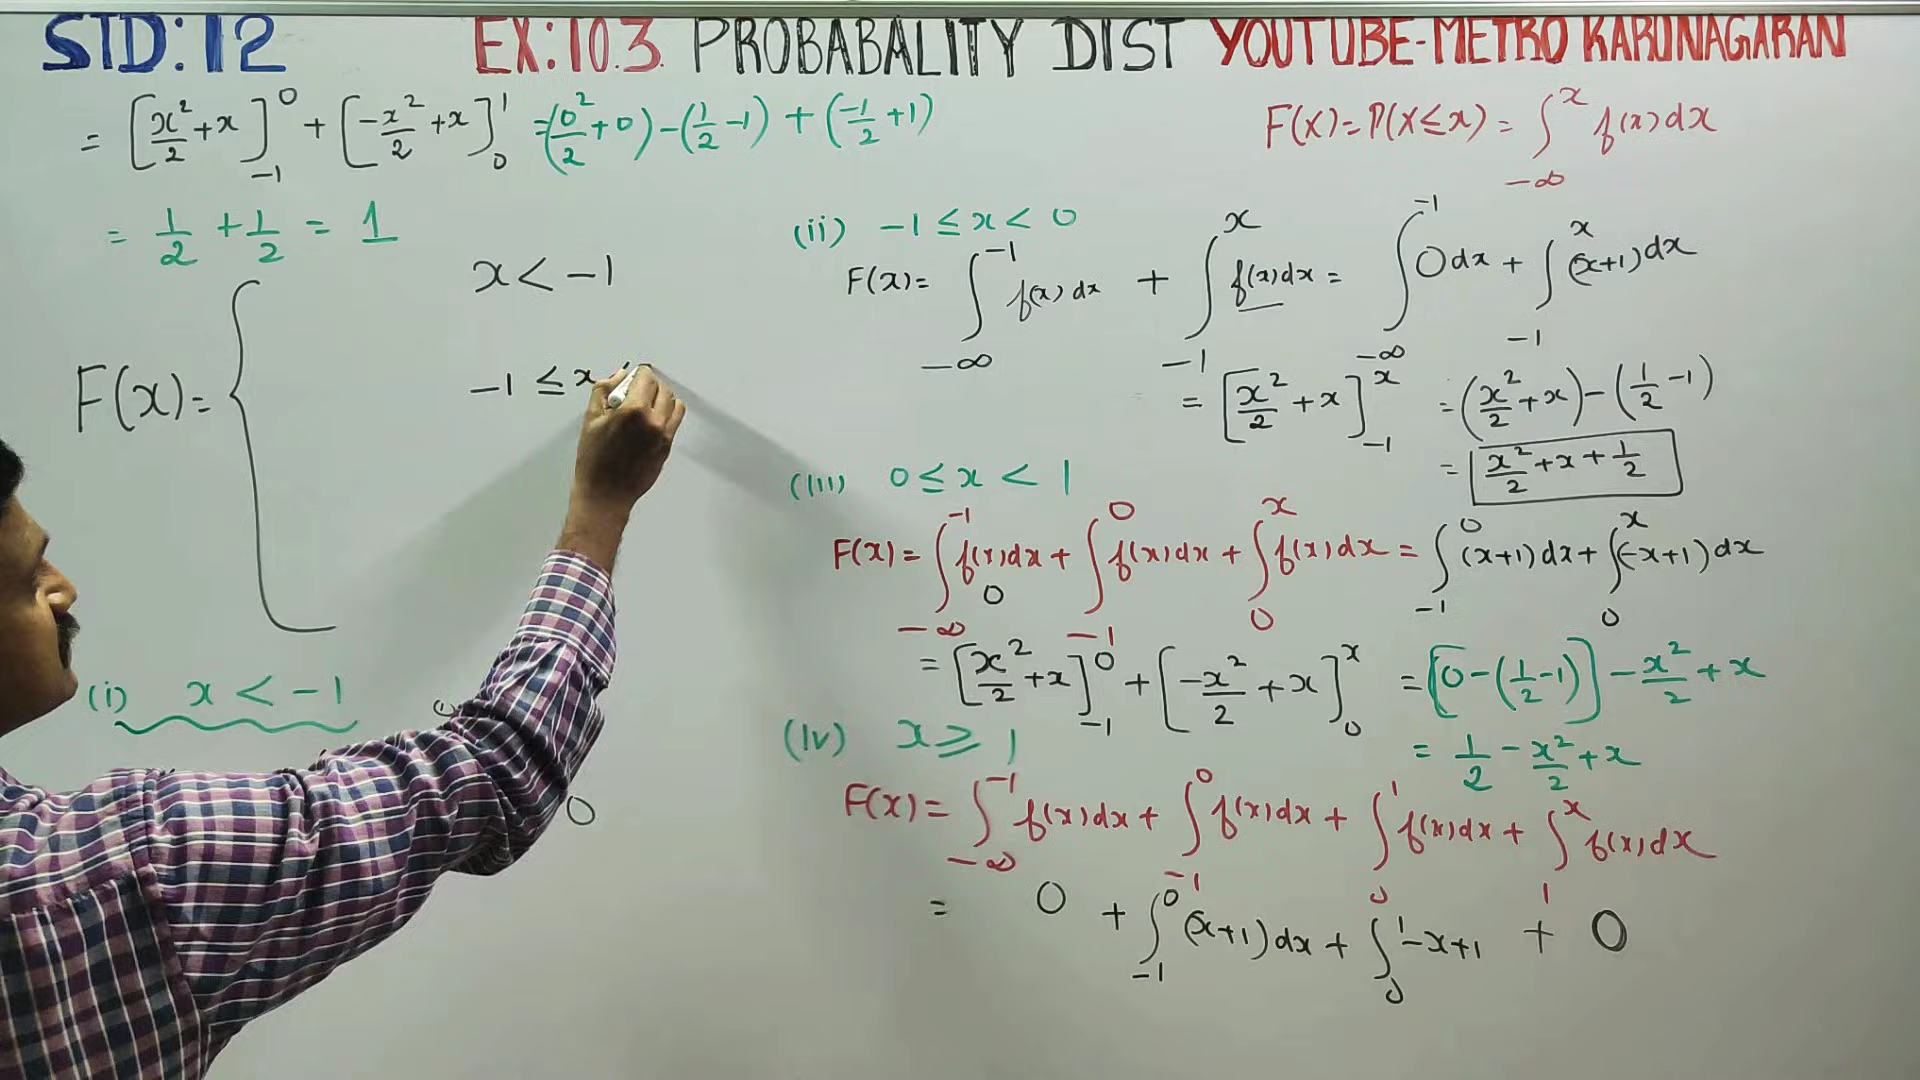 STD:12 EX:10.3 PROBABALITY DIST YOUTUBE-METRO KARUNAGARAN
= [x²/2 + x]₋₁⁰ + [-x²/2 + x]₀¹ = (0²/2 + 0) - (1/2 - 1) + (-1/2 + 1)
= 1/2 + 1/2 = 1
F(x) = { x < -1
-1 ≤ x
(i) x < -1
0
F(x) = P(X ≤ x) = ∫₋∞ˣ f(x) dx
(ii) -1 ≤ x < 0
F(x) = ∫₋∞⁻¹ f(x) dx + ∫₋₁ˣ f(x) dx = ∫₋∞⁻¹ 0 dx + ∫₋₁ˣ (x+1) dx
= [x²/2 + x]₋₁ˣ = (x²/2 + x) - (1/2 - 1)
= x²/2 + x + 1/2
(iii) 0 ≤ x < 1
F(x) = ∫₋∞⁻¹ f(x) dx + ∫₋₁⁰ f(x) dx + ∫₀ˣ f(x) dx = ∫₋₁⁰ (x+1) dx + ∫₀ˣ (-x+1) dx
0
= [x²/2 + x]₋₁⁰ + [-x²/2 + x]₀ˣ = [0 - (1/2 - 1)] - x²/2 + x
= 1/2 - x²/2 + x
(iv) x ≥ 1
F(x) = ∫₋∞⁻¹ f(x) dx + ∫₋₁⁰ f(x) dx + ∫₀¹ f(x) dx + ∫₁ˣ f(x) dx
= 0 + ∫₋₁⁰ (x+1) dx + ∫₀¹ -x+1 + 0